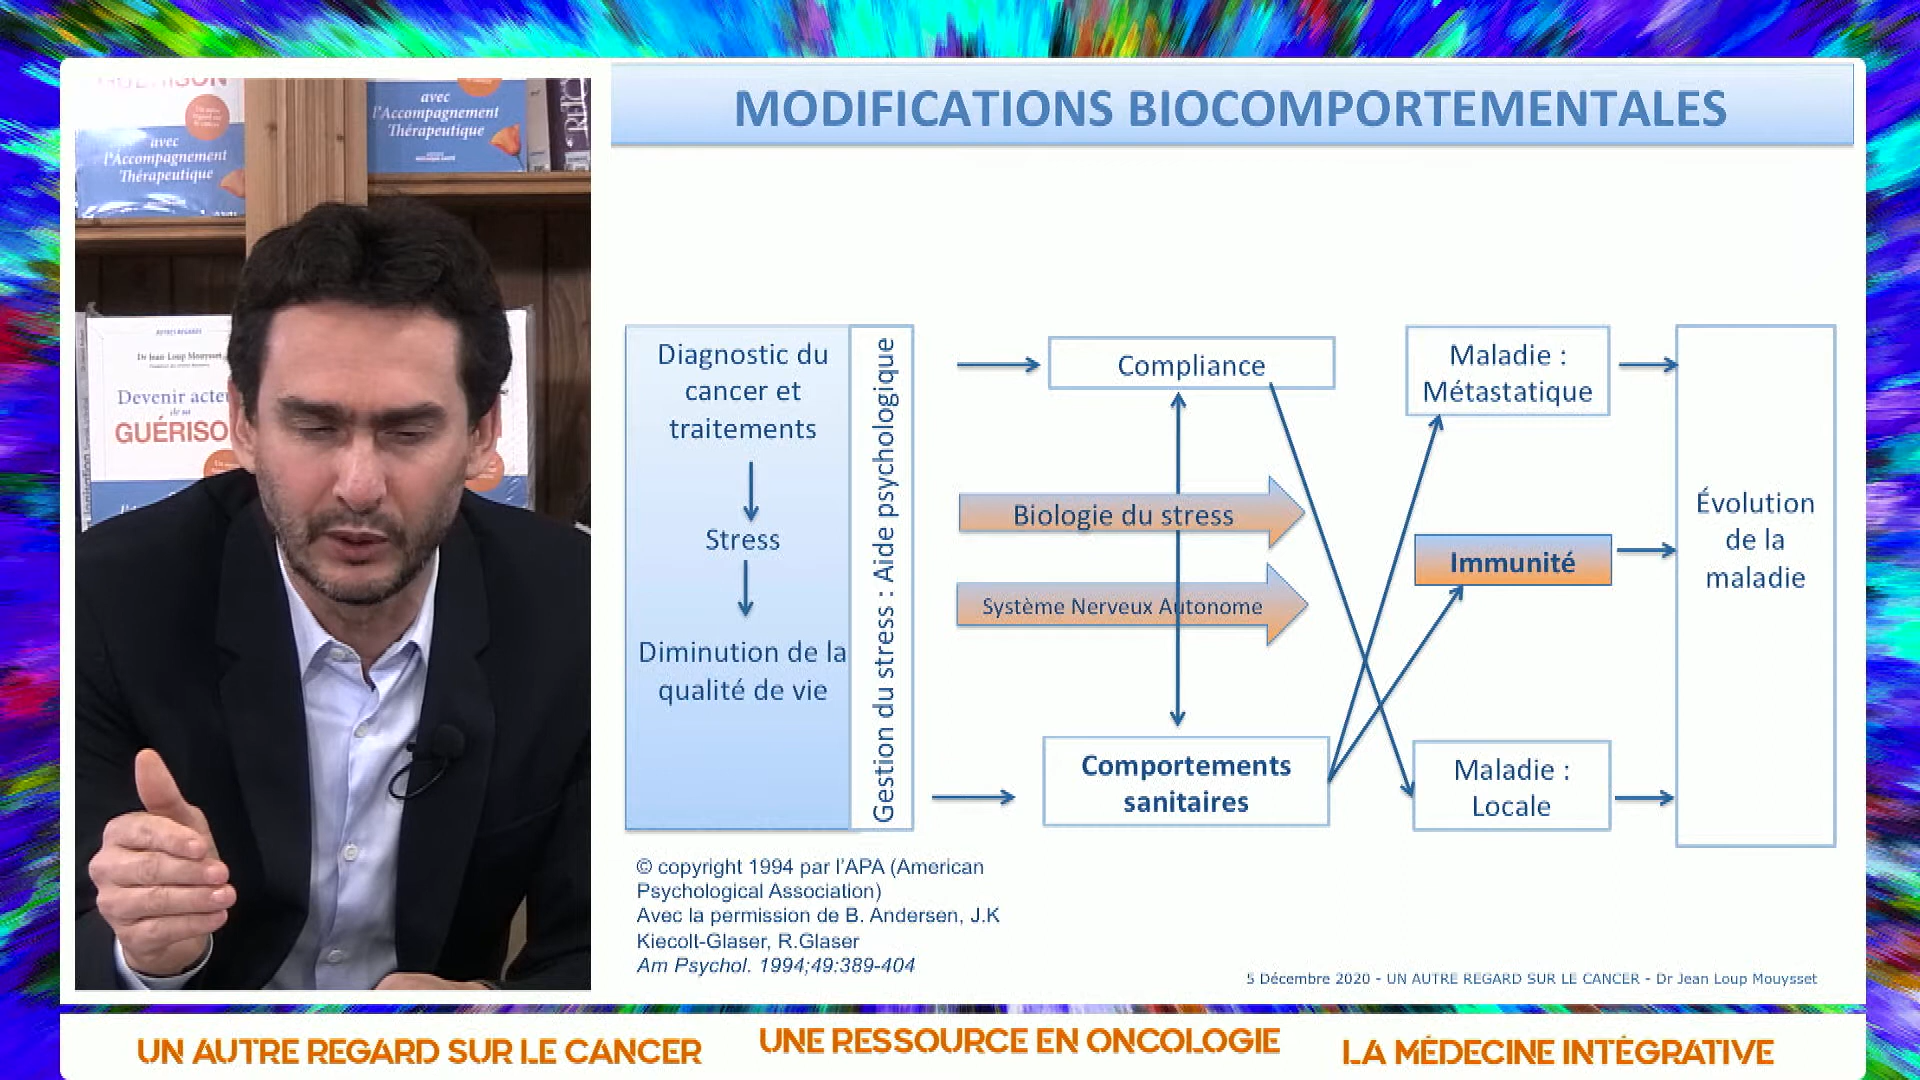 GUÉRISON
avec
l'Accompagnement
Thérapeutique
avec
l'Accompagnement
Thérapeutique
AUTRES REGARDS
Dr Jean-Loup Mouysset
Devenir acte
de sa
GUÉRISO
MODIFICATIONS BIOCOMPORTEMENTALES
Diagnostic du
cancer et
traitements
Stress
Diminution de la
qualité de vie
Gestion du stress : Aide psychologique
Compliance
Biologie du stress
Système Nerveux Autonome
Comportements
sanitaires
Maladie :
Métastatique
Immunité
Maladie :
Locale
Évolution
de la
maladie
© copyright 1994 par l'APA (American
Psychological Association)
Avec la permission de B. Andersen, J.K
Kiecolt-Glaser, R.Glaser
Am Psychol. 1994;49:389-404
5 Décembre 2020 - UN AUTRE REGARD SUR LE CANCER - Dr Jean Loup Mouysset
UN AUTRE REGARD SUR LE CANCER
UNE RESSOURCE EN ONCOLOGIE
LA MÉDECINE INTÉGRATIVE